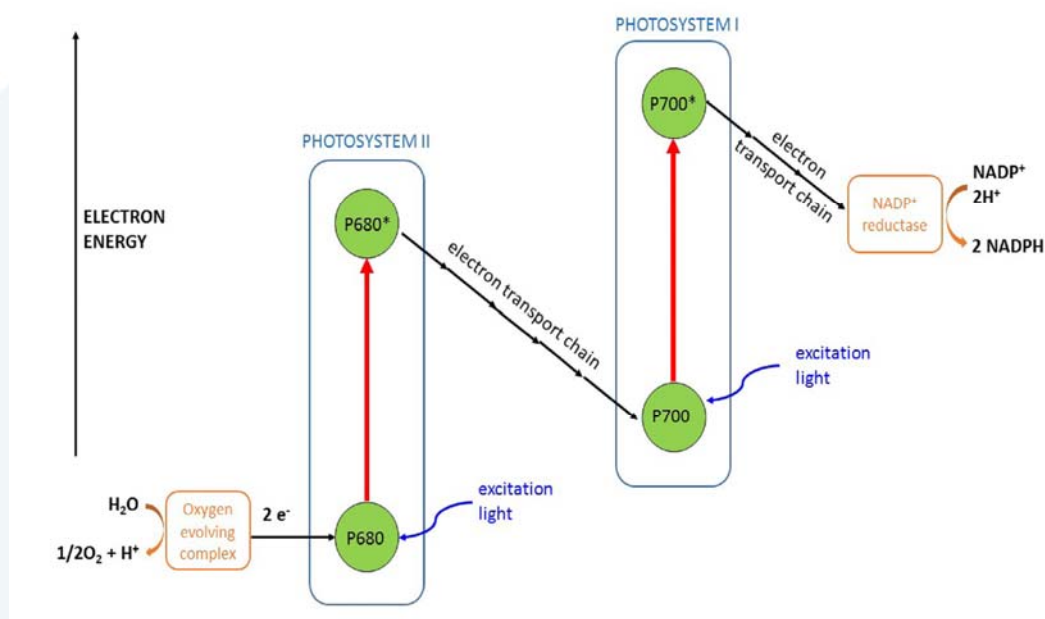 PHOTOSYSTEM I
P700*
electron
transport chain
NADP⁺
2H⁺
NADP⁺
reductase
2 NADPH
PHOTOSYSTEM II
ELECTRON
ENERGY
P680*
electron transport chain
excitation
light
P700
H₂O
1/2O₂ + H⁺
Oxygen
evolving
complex
2 e⁻
P680
excitation
light